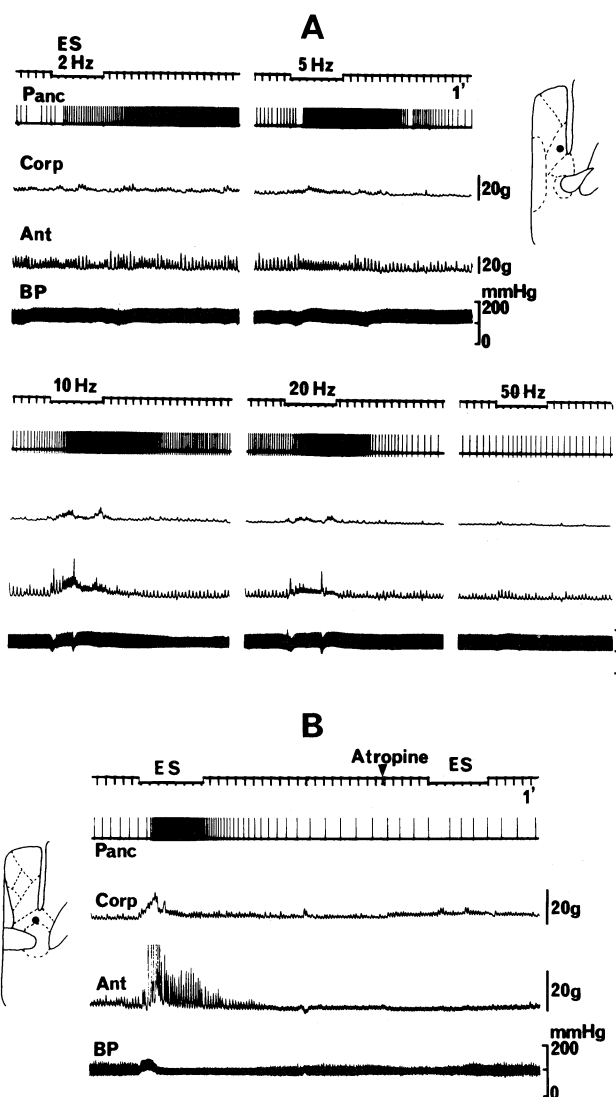 A
ES
2 Hz
5 Hz
1'
Panc
Corp
20g
Ant
20g
BP
mmHg
200
0
10 Hz
20 Hz
50 Hz
B
Atropine
ES
ES
1'
Panc
Corp
20g
Ant
20g
mmHg
BP
200
0